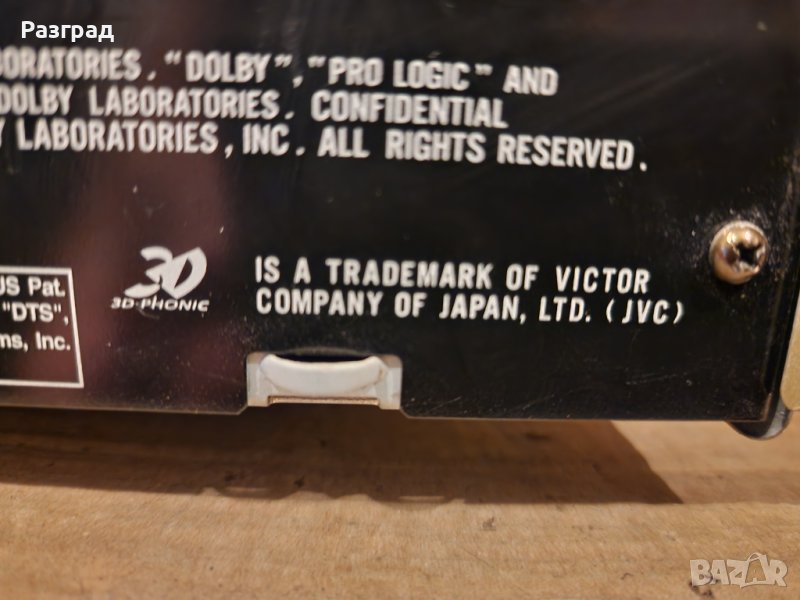 Разград
ORATORIES. "DOLBY", "PRO LOGIC" AND
DOLBY LABORATORIES. CONFIDENTIAL
Y LABORATORIES, INC. ALL RIGHTS RESERVED.
US Pat.
"DTS",
ms, Inc.
3D
3D-PHONIC
IS A TRADEMARK OF VICTOR
COMPANY OF JAPAN, LTD. (JVC)
BAZAR